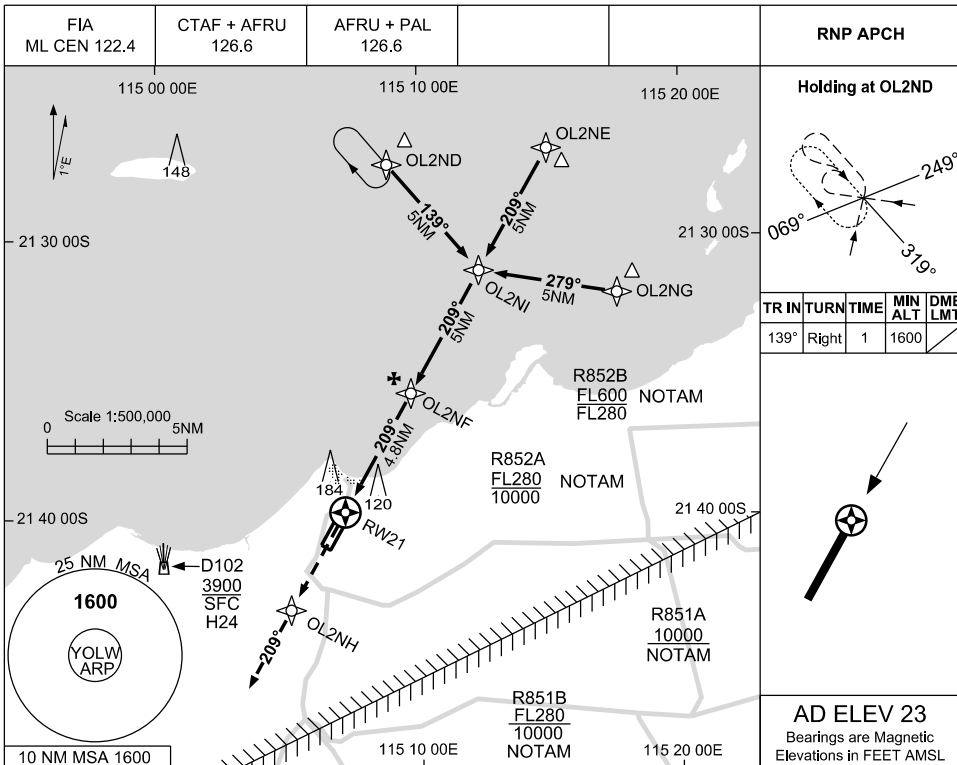 FIA
ML CEN 122.4
CTAF + AFRU
126.6
AFRU + PAL
126.6
RNP APCH
115 00 00E
115 10 00E
115 20 00E
1°E
148
OL2ND
OL2NE
139°
5NM
209°
5NM
21 30 00S
21 30 00S
OL2NI
279°
5NM
OL2NG
209°
5NM
OL2NF
R852B
FL600
FL280
NOTAM
Scale 1:500,000
0
5NM
209°
4.8NM
R852A
FL280
10000
NOTAM
184
120
21 40 00S
21 40 00S
RW21
25 NM MSA
1600
YOLW
ARP
10 NM MSA 1600
D102
3900
SFC
H24
OL2NH
209°
R851A
10000
NOTAM
R851B
FL280
10000
NOTAM
115 10 00E
115 20 00E
Holding at OL2ND
249°
069°
319°
TR IN TURN TIME MIN ALT DME LMT
139° Right 1 1600
AD ELEV 23
Bearings are Magnetic
Elevations in FEET AMSL